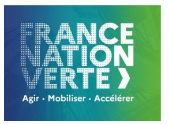 FRANCE
NATION
VERTE >
Agir • Mobiliser • Accélérer